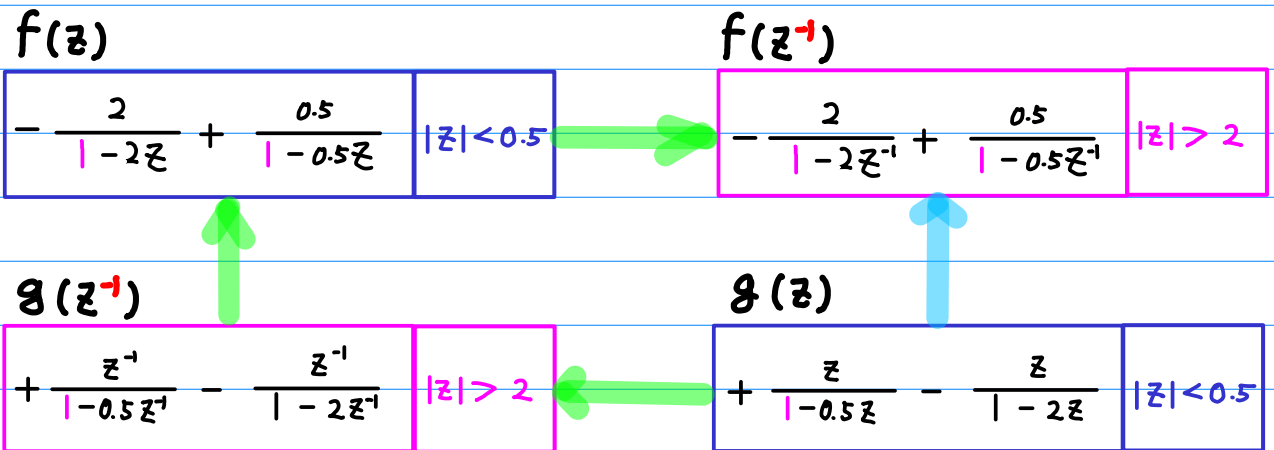 f(z) f(z⁻¹)
− 2/(1 − 2z) + 0.5/(1 − 0.5z) |z| < 0.5 − 2/(1 − 2z⁻¹) + 0.5/(1 − 0.5z⁻¹) |z| > 2
g(z⁻¹) g(z)
+ z⁻¹/(1 − 0.5z⁻¹) − z⁻¹/(1 − 2z⁻¹) |z| > 2 + z/(1 − 0.5z) − z/(1 − 2z) |z| < 0.5